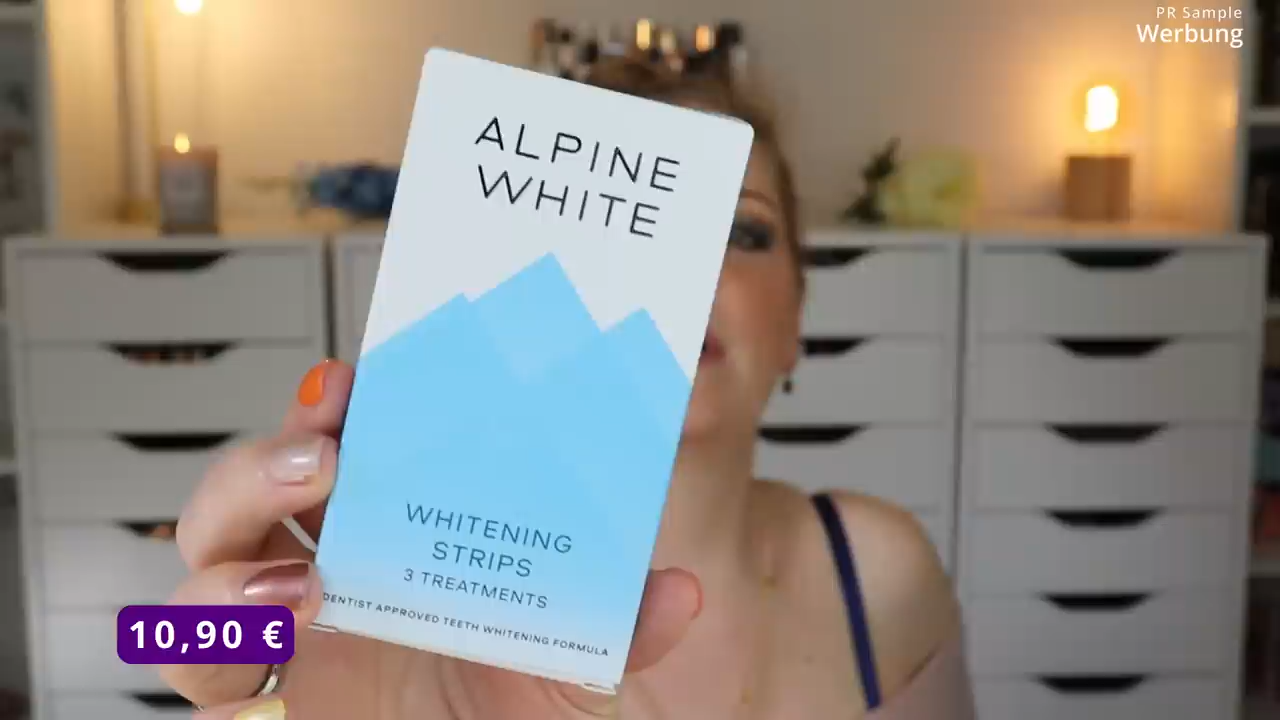 PR Sample
Werbung
ALPINE
WHITE
WHITENING
STRIPS
3 TREATMENTS
DENTIST APPROVED TEETH WHITENING FORMULA
10,90 €